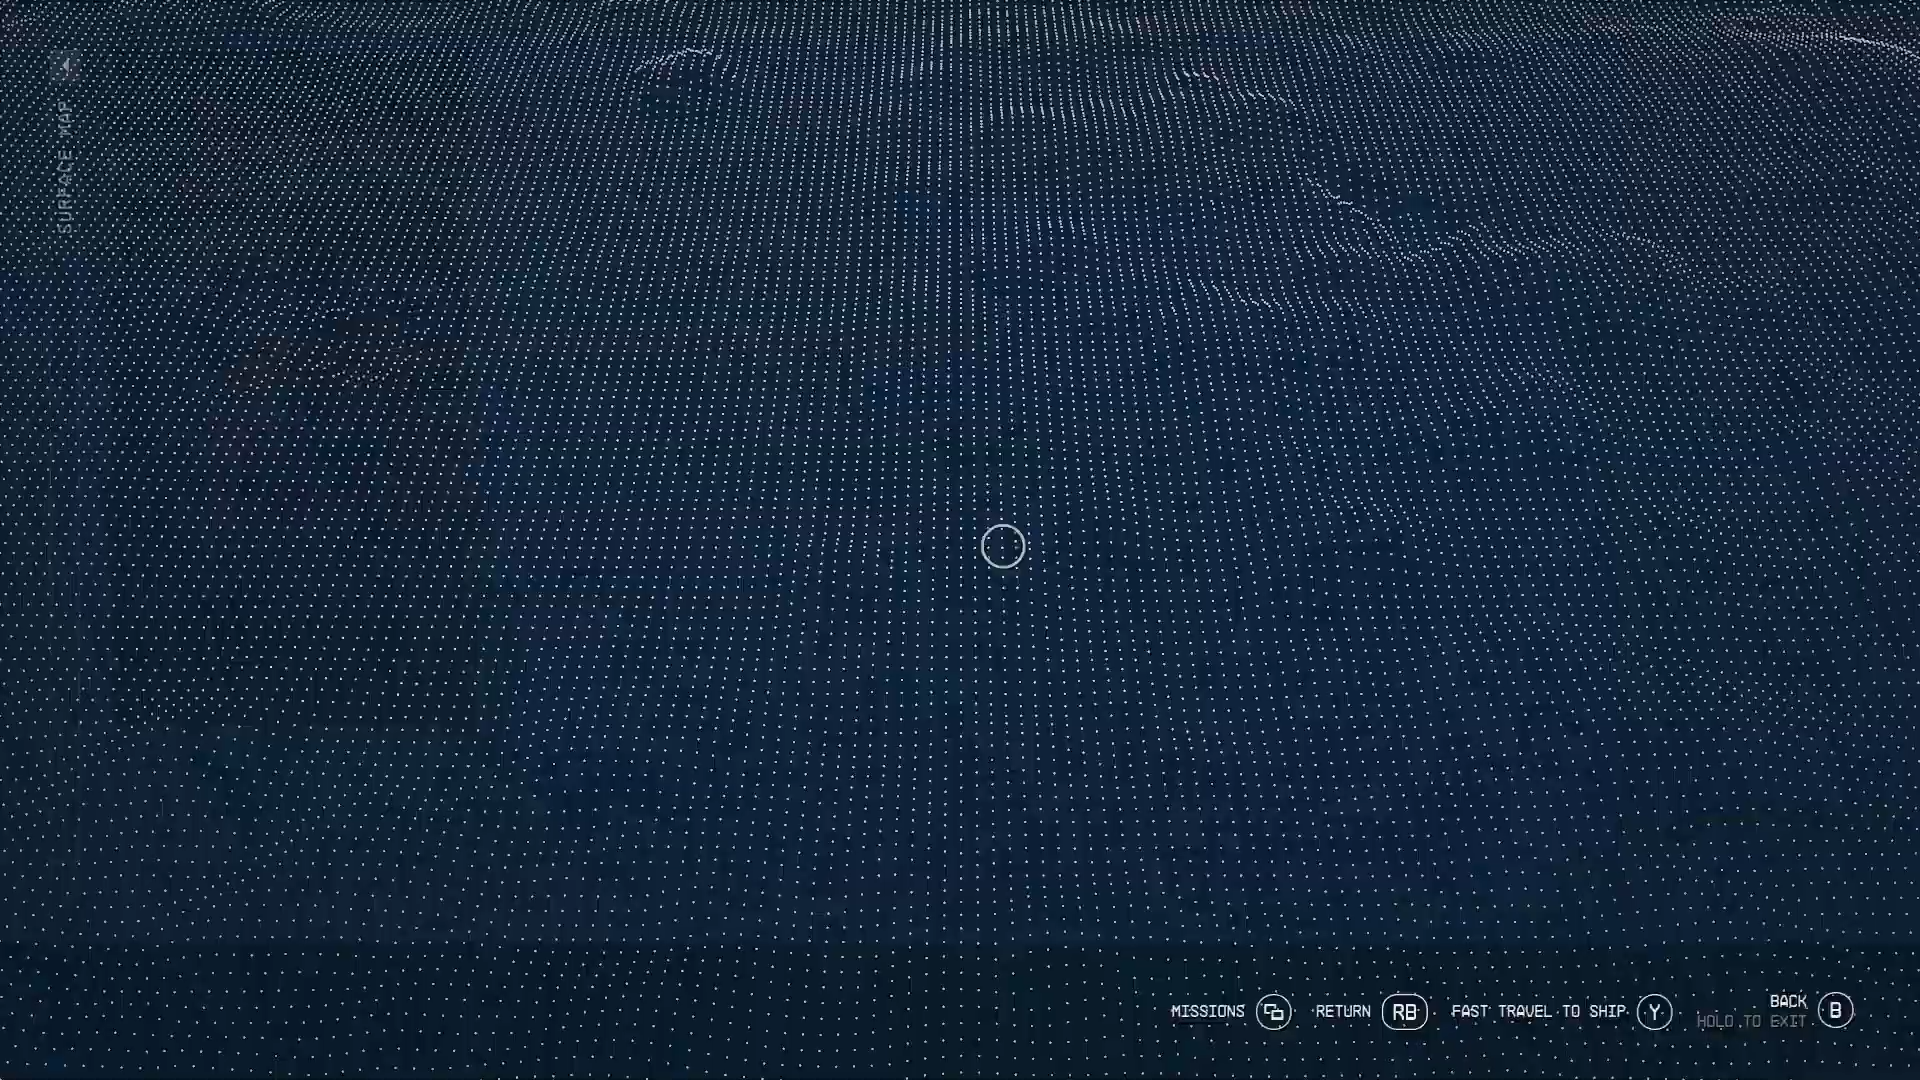 SURFACE MAP
MISSIONS
RETURN RB
FAST TRAVEL TO SHIP Y
BACK B
HOLD TO EXIT